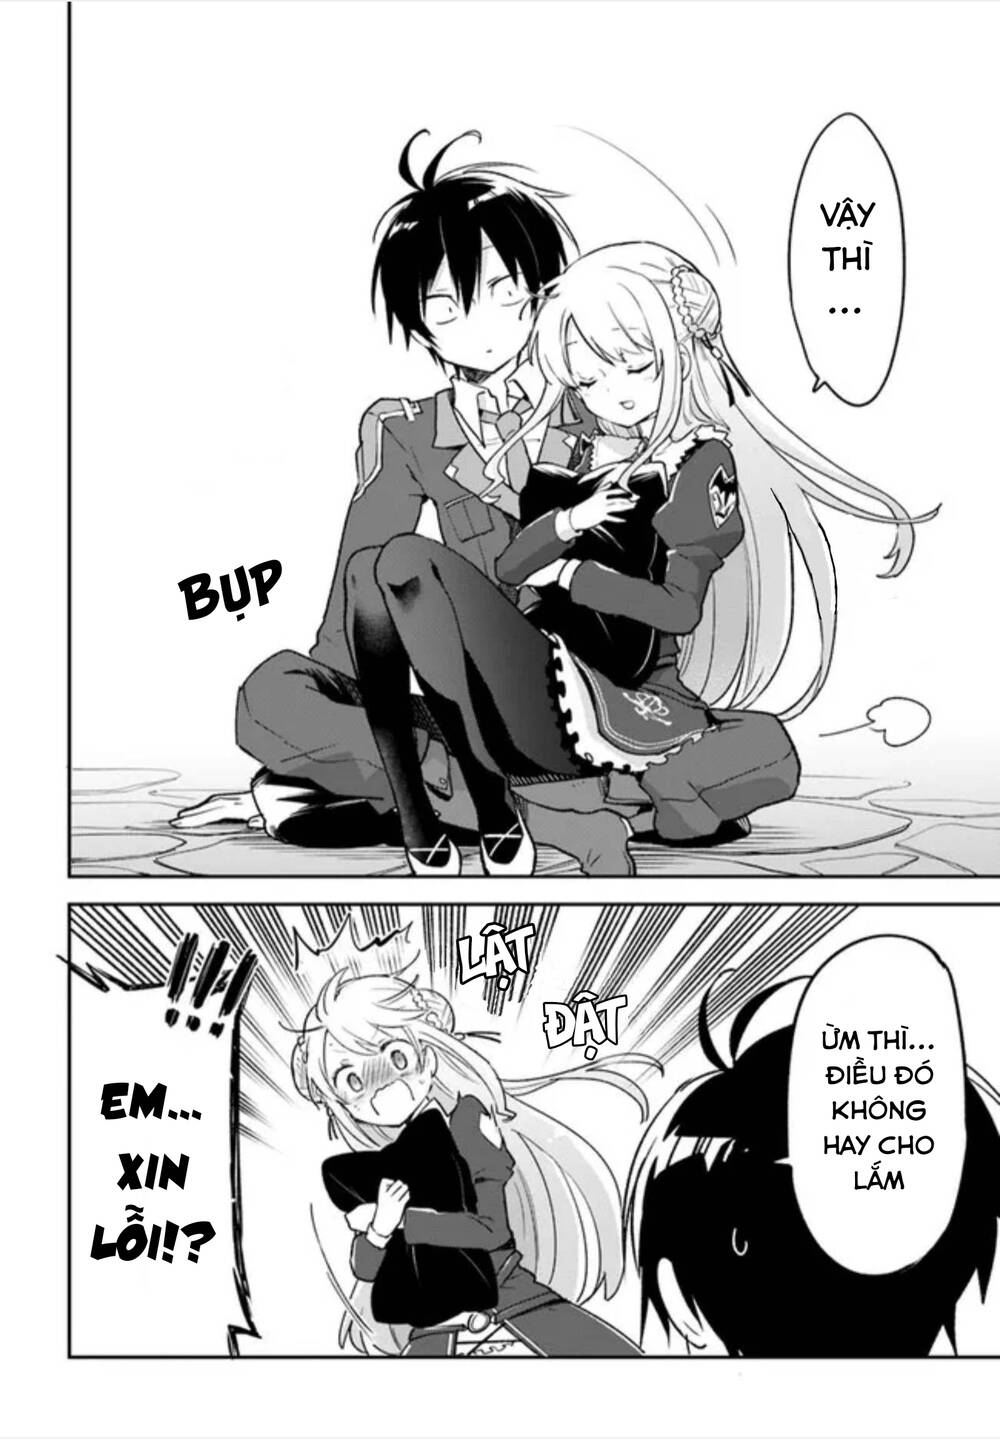 VẬY
THÌ
...
BỤP
ỪM THÌ...
ĐIỀU ĐÓ
KHÔNG
HAY CHO
LẮM
LẬT
ĐẬT
!!!
EM...
XIN
LỖI!?